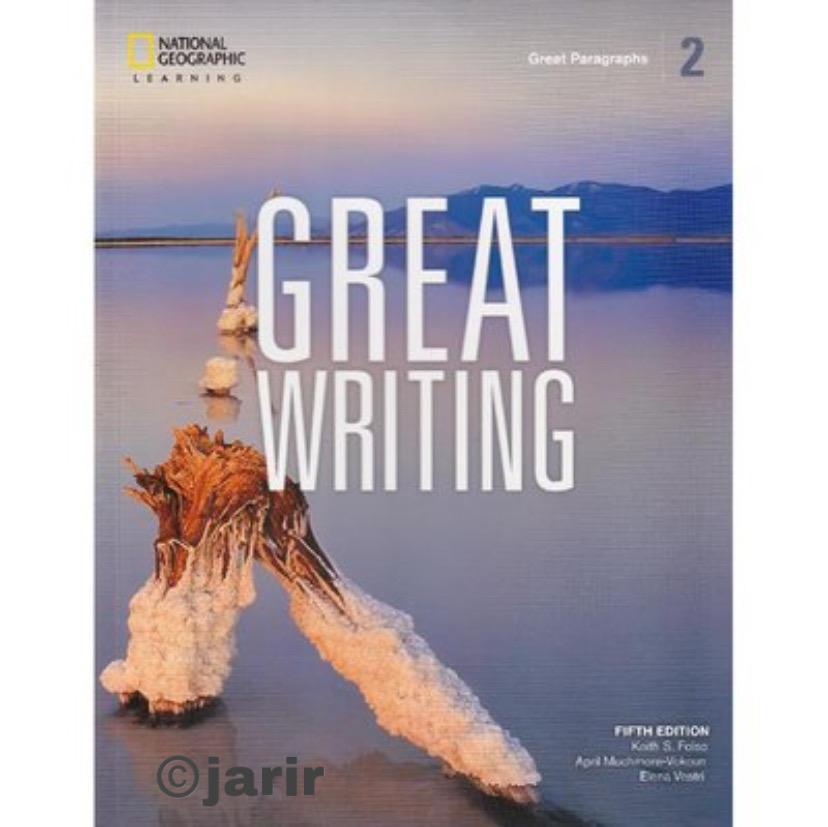 NATIONAL
GEOGRAPHIC
LEARNING
Great Paragraphs 2
GREAT
WRITING
FIFTH EDITION
Keith S. Folse
April Muchmore-Vokoun
Elena Vestri
©jarir